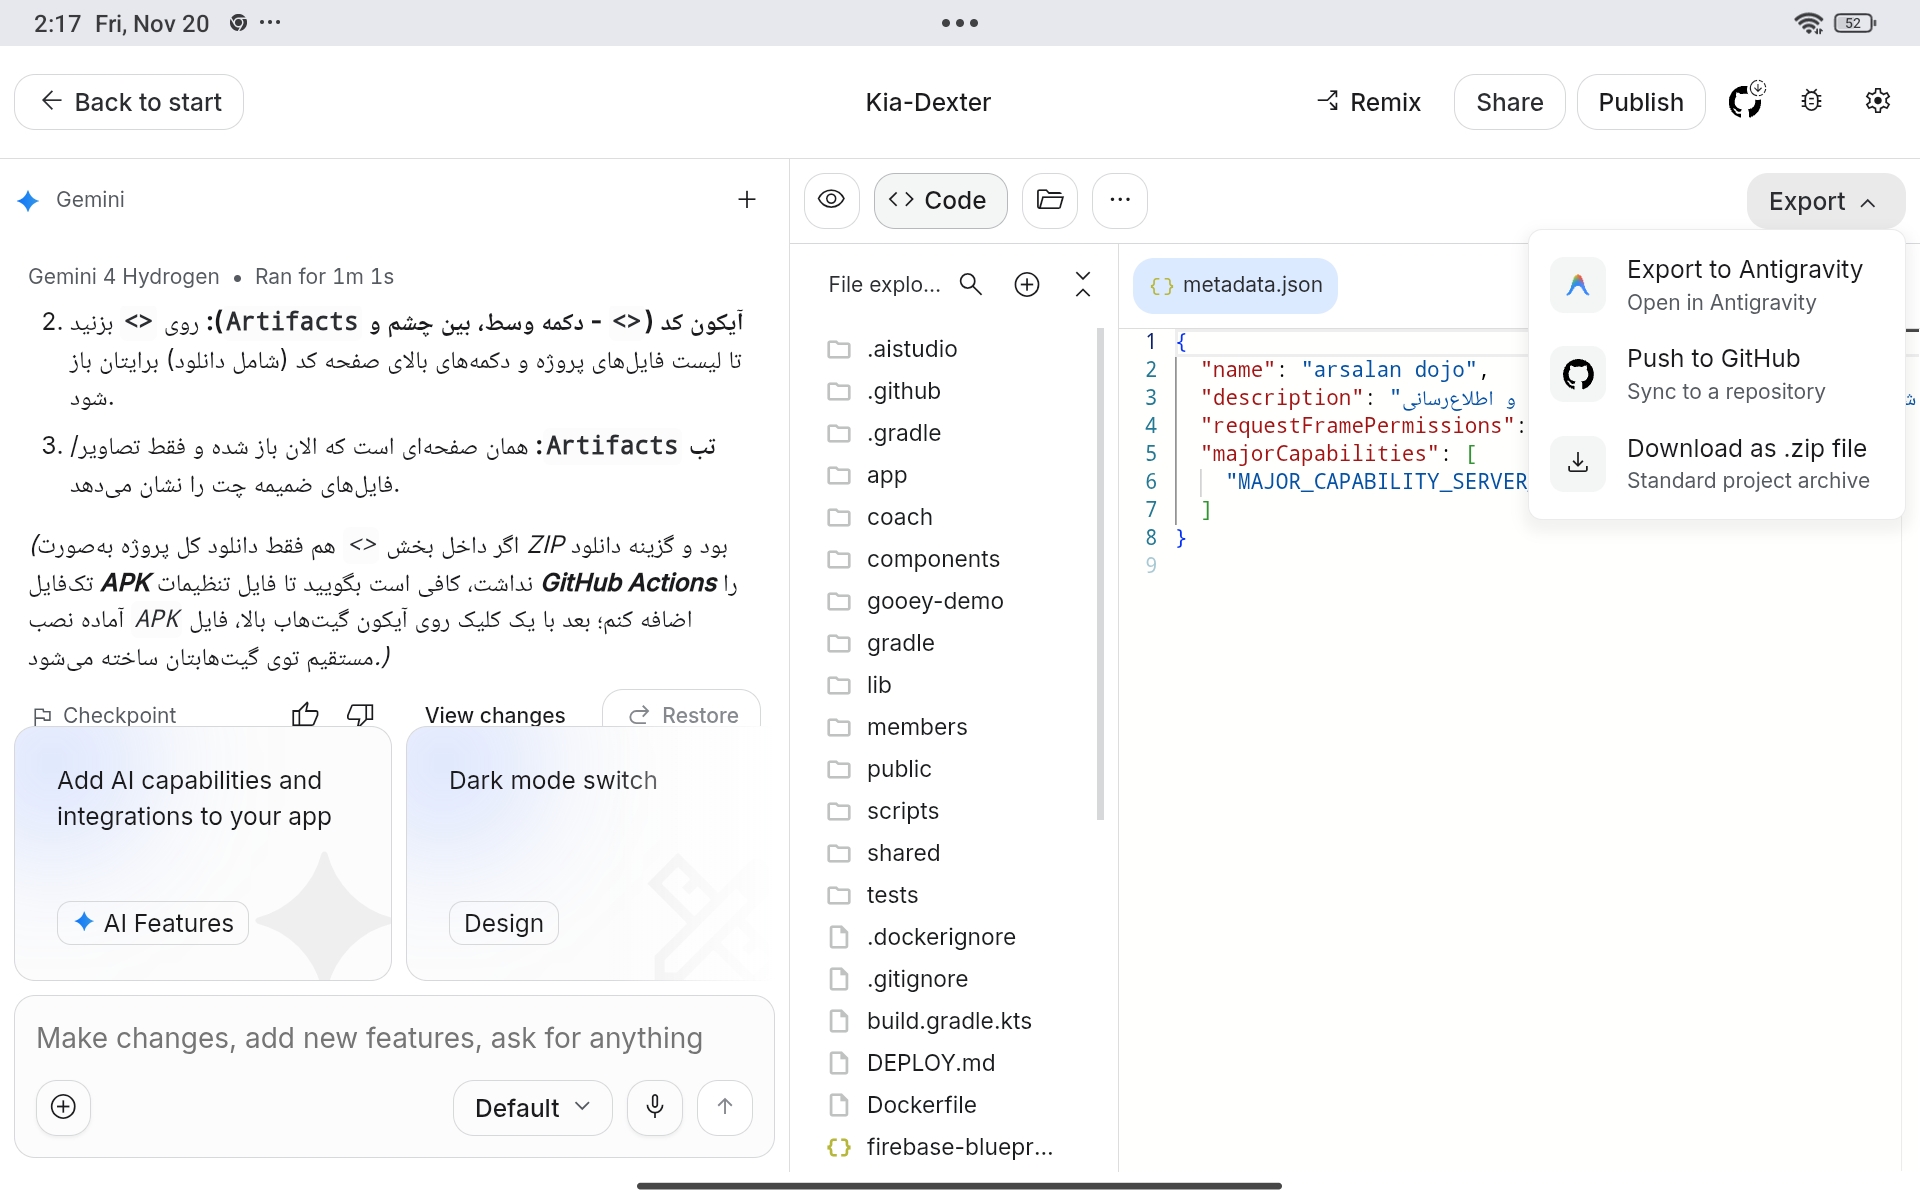 2:17 Fri, Nov 20
52
Back to start
Kia-Dexter
Remix
Share
Publish
Gemini
Gemini 4 Hydrogen • Ran for 1m 1s
2. آیکون کد (<> - دکمه وسط، بین چشم و Artifacts): روی <> بزنید
تا لیست فایل‌های پروژه و دکمه‌های بالای صفحه کد (شامل دانلود) برایتان باز
شود.
3. تب Artifacts: همان صفحه‌ای است که الان باز شده و فقط تصاویر/
فایل‌های ضمیمه چت را نشان می‌دهد.
(اگر داخل بخش <> هم فقط دانلود کل پروژه به‌صورت ZIP بود و گزینه دانلود
تک‌فایل APK نداشت، کافی است بگویید تا فایل تنظیمات GitHub Actions را
اضافه کنم؛ بعد با یک کلیک روی آیکون گیت‌هاب بالا، فایل APK آماده نصب
مستقیم توی گیت‌هابتان ساخته می‌شود.)
Checkpoint
View changes
Restore
Add AI capabilities and
integrations to your app
AI Features
Dark mode switch
Design
Make changes, add new features, ask for anything
Default
<> Code
Export
File explo...
.aistudio
.github
.gradle
app
coach
components
gooey-demo
gradle
lib
members
public
scripts
shared
tests
.dockerignore
.gitignore
build.gradle.kts
DEPLOY.md
Dockerfile
{} firebase-bluepr...
{} metadata.json
1 {
2 "name": "arsalan dojo",
3 "description": "و اطلاع‌رسانی
4 "requestFramePermissions":
5 "majorCapabilities": [
6 "MAJOR_CAPABILITY_SERVER_
7 ]
8 }
9
Export to Antigravity
Open in Antigravity
Push to GitHub
Sync to a repository
Download as .zip file
Standard project archive